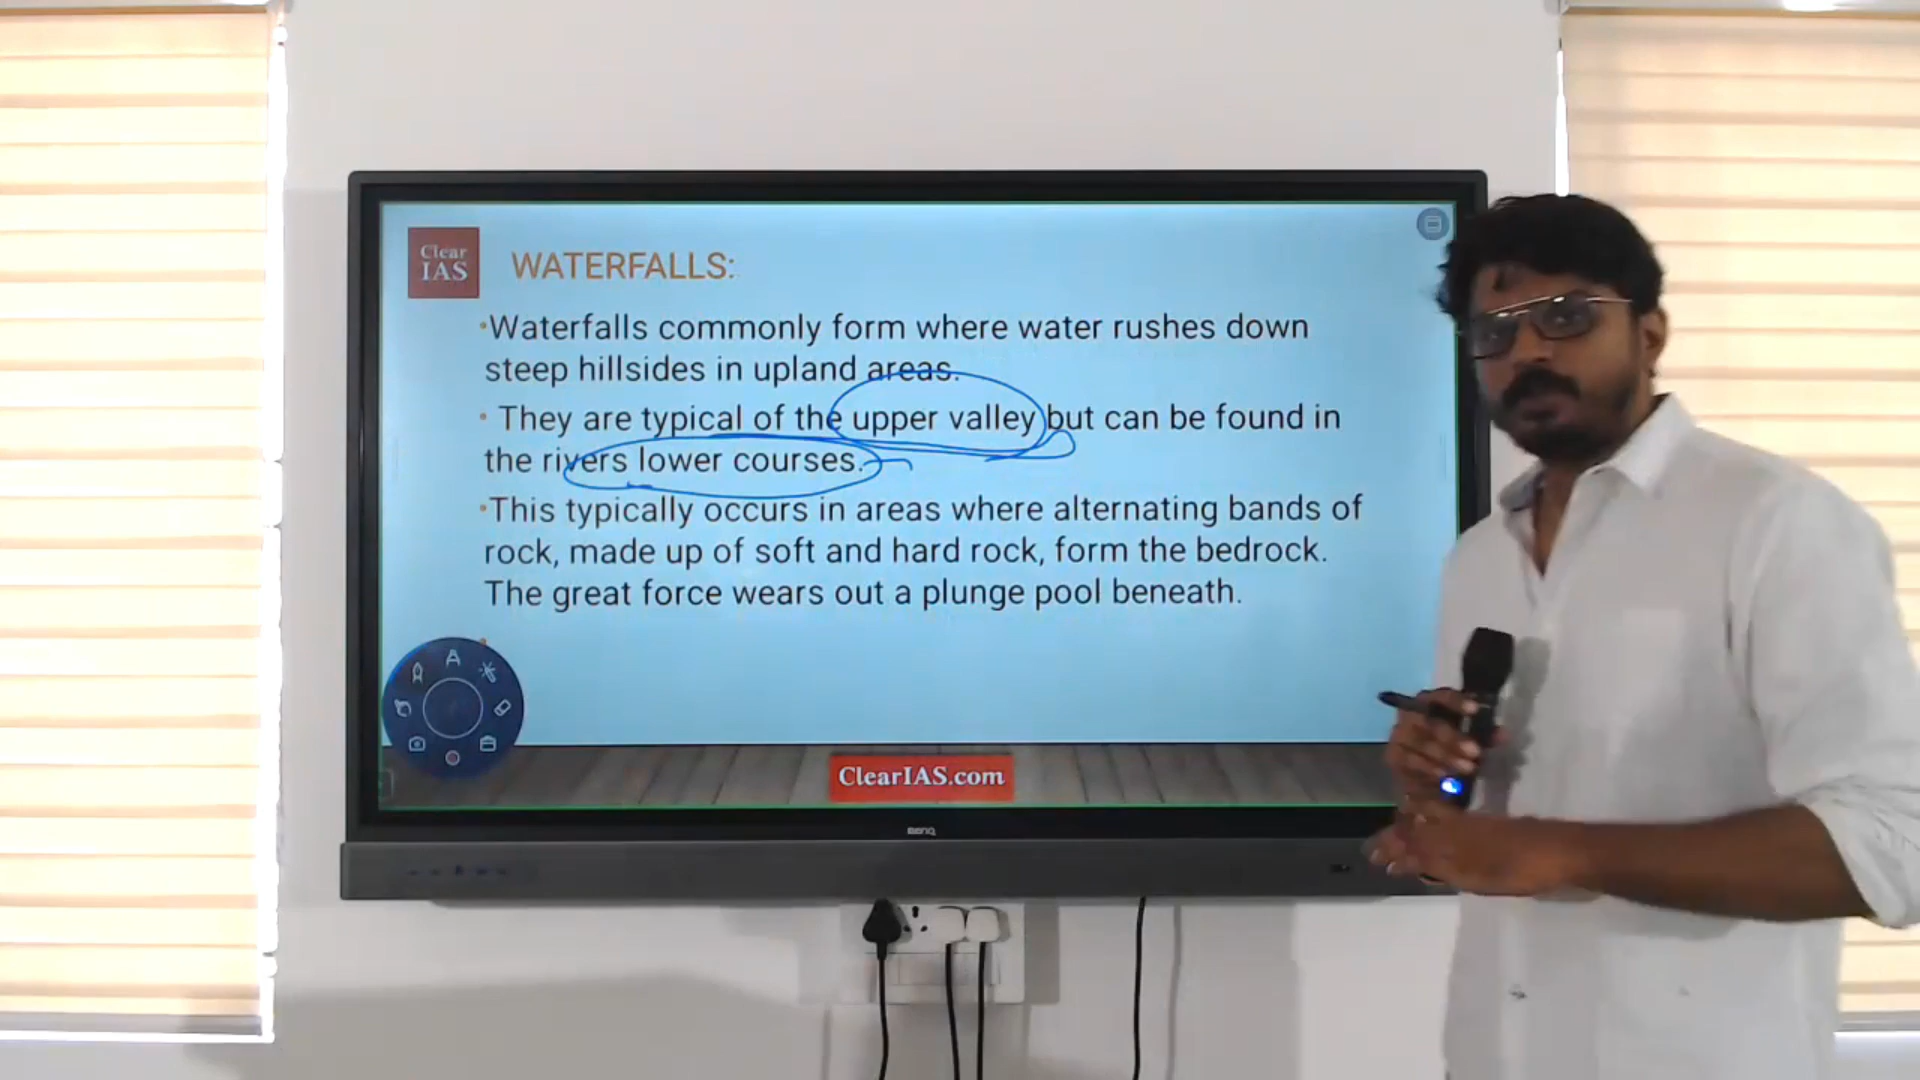 Clear
IAS
WATERFALLS:
•Waterfalls commonly form where water rushes down
steep hillsides in upland areas.
• They are typical of the upper valley but can be found in
the rivers lower courses.
•This typically occurs in areas where alternating bands of
rock, made up of soft and hard rock, form the bedrock.
The great force wears out a plunge pool beneath.
ClearIAS.com
BenQ